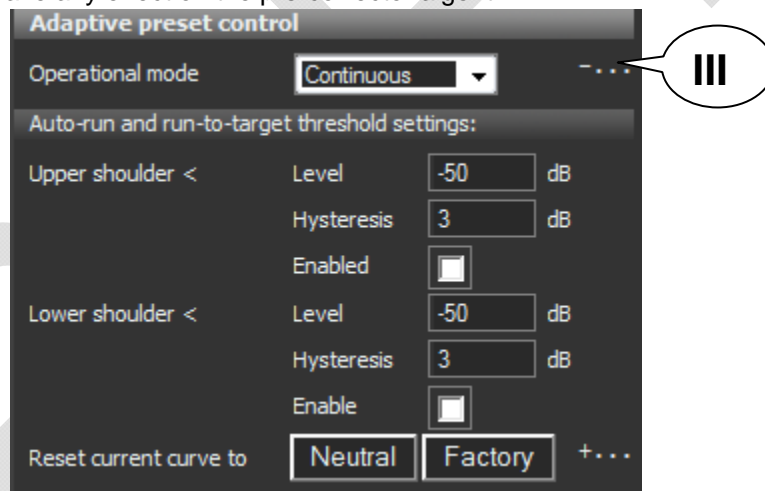 Adaptive preset control
Operational mode Continuous -...
III
Auto-run and run-to-target threshold settings:
Upper shoulder < Level -50 dB
Hysteresis 3 dB
Enabled
Lower shoulder < Level -50 dB
Hysteresis 3 dB
Enable
Reset current curve to Neutral Factory +...